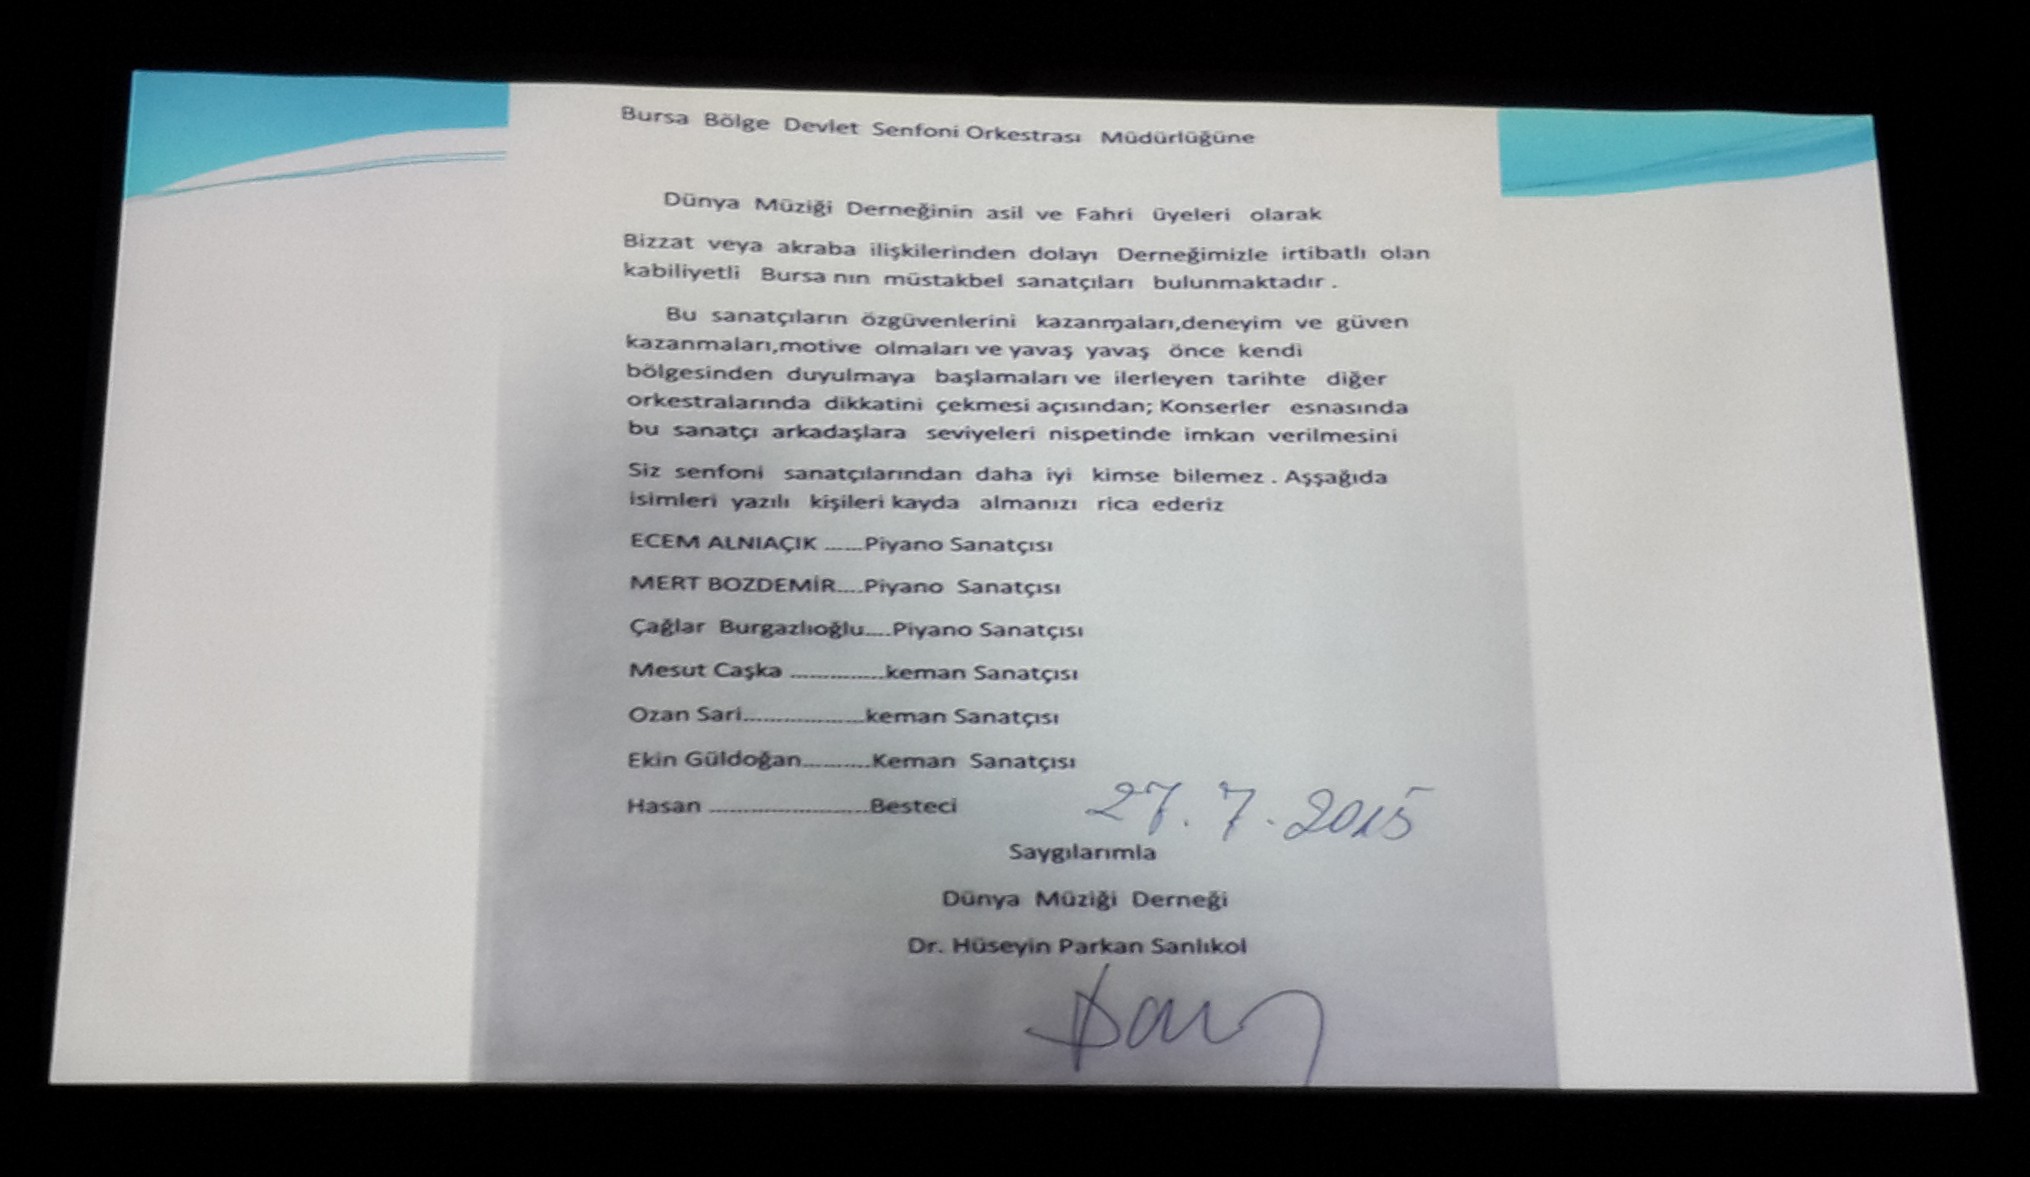 Bursa Bölge Devlet Senfoni Orkestrası Müdürlüğüne
Dünya Müziği Derneğinin asil ve Fahri üyeleri olarak
Bizzat veya akraba ilişkilerinden dolayı Derneğimizle irtibatlı olan
kabiliyetli Bursa nın müstakbel sanatçıları bulunmaktadır .
Bu sanatçıların özgüvenlerini kazanmaları,deneyim ve güven
kazanmaları,motive olmaları ve yavaş yavaş önce kendi
bölgesinden duyulmaya başlamaları ve ilerleyen tarihte diğer
orkestralarında dikkatini çekmesi açısından; Konserler esnasında
bu sanatçı arkadaşlara seviyeleri nispetinde imkan verilmesini
Siz senfoni sanatçılarından daha iyi kimse bilemez . Aşşağıda
isimleri yazılı kişileri kayda almanızı rica ederiz
ECEM ALNIAÇIK ......Piyano Sanatçısı
MERT BOZDEMİR....Piyano Sanatçısı
Çağlar Burgazlıoğlu....Piyano Sanatçısı
Mesut Caşka ...............keman Sanatçısı
Ozan Sari...................keman Sanatçısı
Ekin Güldoğan...........Keman Sanatçısı
Hasan .........................Besteci
27.7.2015
Saygılarımla
Dünya Müziği Derneği
Dr. Hüseyin Parkan Sanlıkol